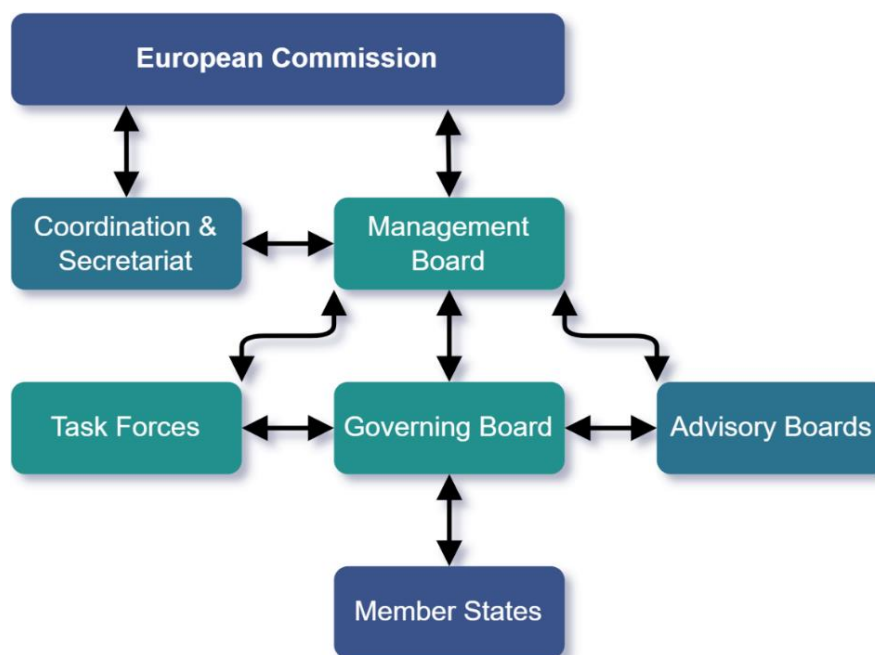 European Commission
Coordination &
Secretariat
Management
Board
Task Forces
Governing Board
Advisory Boards
Member States